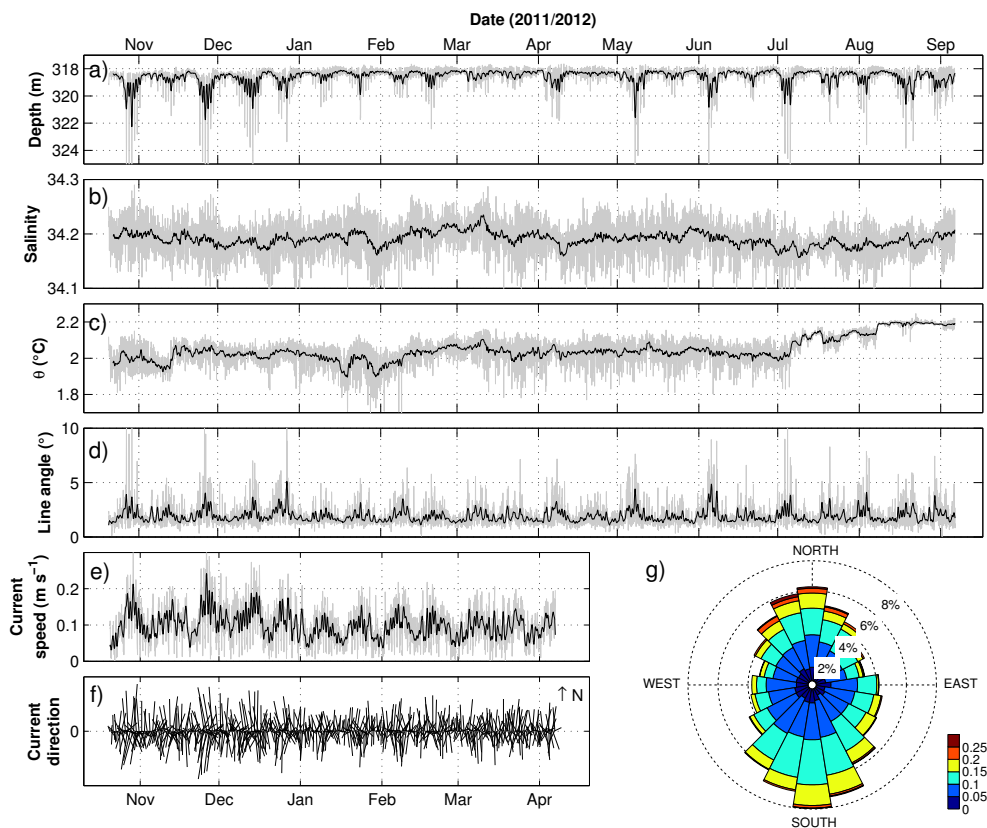 Date (2011/2012)
Nov Dec Jan Feb Mar Apr May Jun Jul Aug Sep
a)
Depth (m)
318
320
322
324
b)
Salinity
34.3
34.2
34.1
c)
θ (°C)
2.2
2
1.8
d)
Line angle (°)
10
5
0
e)
Current
speed (m s⁻¹)
0.2
0.1
0
f)
Current
direction
0
↑ N
Nov Dec Jan Feb Mar Apr
g)
NORTH
8%
6%
4%
2%
WEST
EAST
SOUTH
0.25
0.2
0.15
0.1
0.05
0